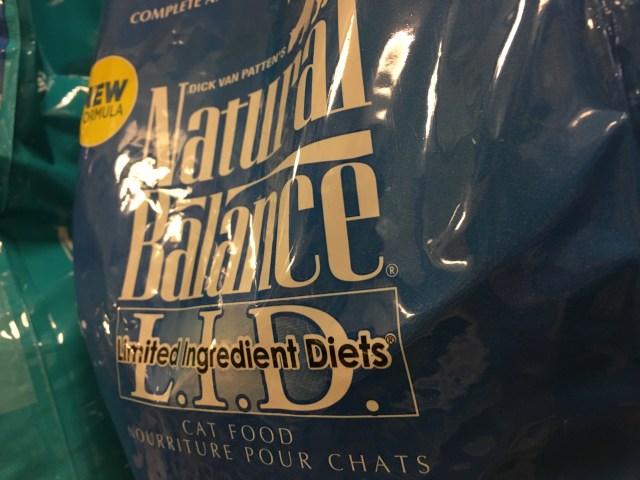 COMPLETE
NEW
FORMULA
DICK VAN PATTEN'S
Natural
Balance®
L.I.D.
Limited Ingredient Diets®
CAT FOOD
NOURRITURE POUR CHATS